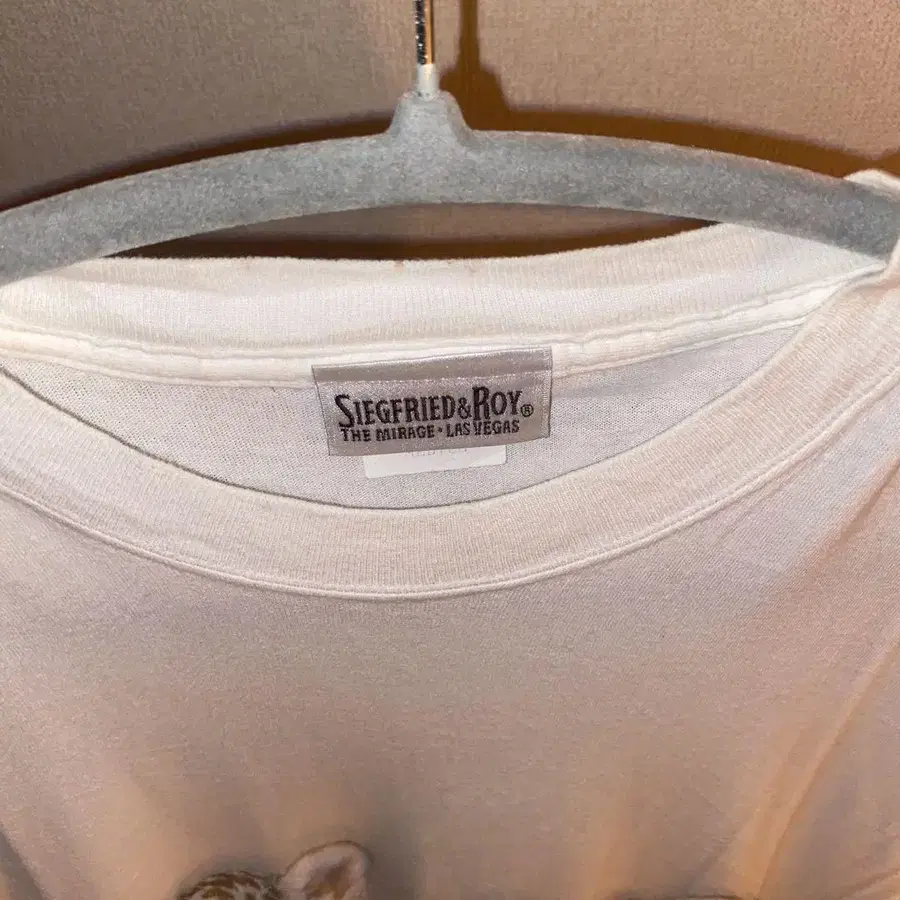 SIEGFRIED&ROY®
THE MIRAGE • LAS VEGAS